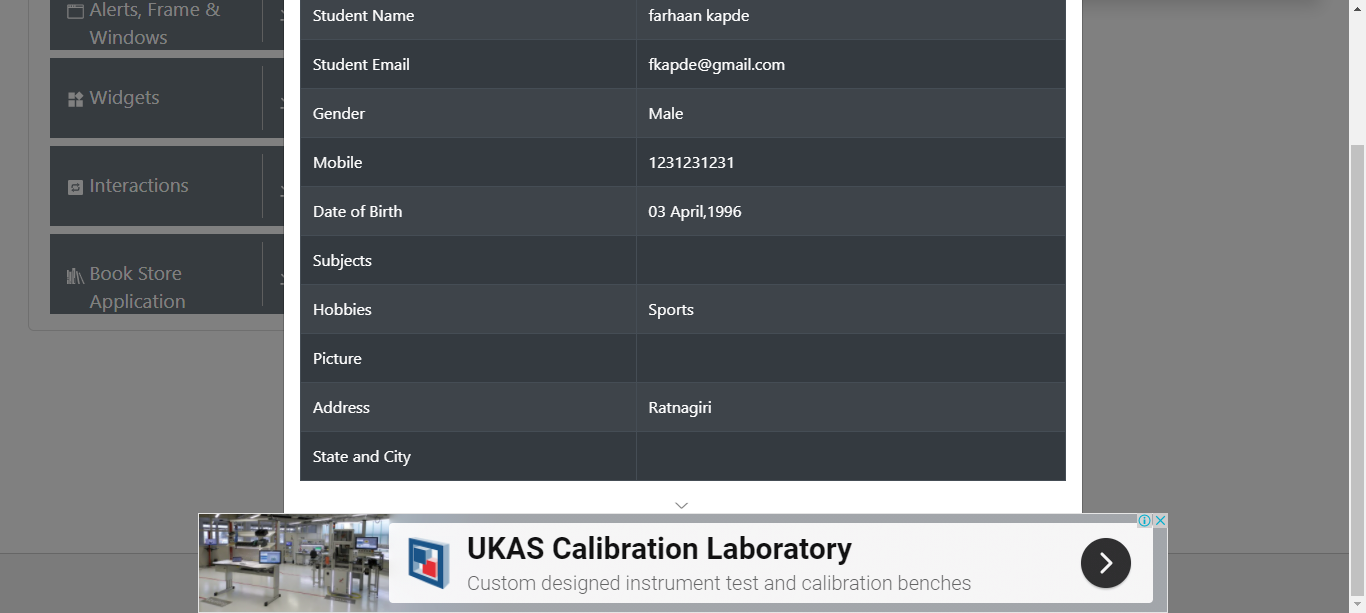 Alerts, Frame &
Windows
Widgets
Interactions
Book Store
Application
Student Name farhaan kapde
Student Email fkapde@gmail.com
Gender Male
Mobile 1231231231
Date of Birth 03 April,1996
Subjects
Hobbies Sports
Picture
Address Ratnagiri
State and City
UKAS Calibration Laboratory
Custom designed instrument test and calibration benches